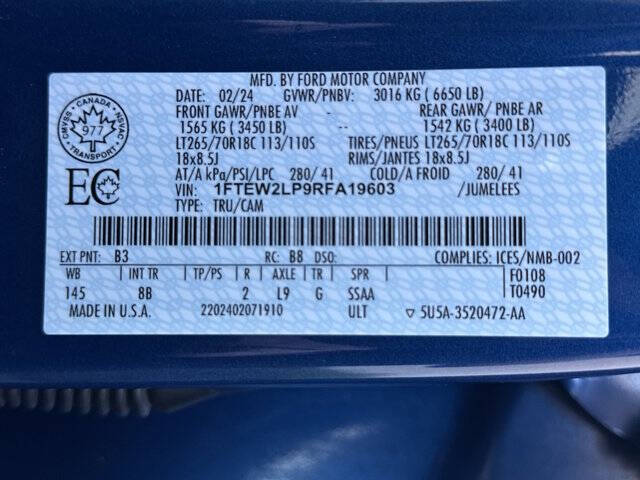 MFD. BY FORD MOTOR COMPANY
DATE: 02/24 GVWR/PNBV: 3016 KG ( 6650 LB)
FRONT GAWR/PNBE AV -- REAR GAWR/ PNBE AR
1565 KG ( 3450 LB) -- 1542 KG ( 3400 LB)
LT265/70R18C 113/110S TIRES/PNEUS LT265/70R18C 113/110S
18x8.5J RIMS/JANTES 18x8.5J
AT/A kPa/PSI/LPC 280/ 41 COLD/A FROID 280/ 41
VIN: 1FTEW2LP9RFA19603 /JUMELEES
TYPE: TRU/CAM
CMVSS CANADA NSVAC
977
TRANSPORT
EC
EXT PNT: B3 RC: B8 DSO: COMPLIES: ICES/NMB-002
WB INT TR TP/PS R AXLE TR SPR F0108
145 8B 2 L9 G SSAA T0490
MADE IN U.S.A. 2202402071910 ULT ▽ 5U5A-3520472-AA